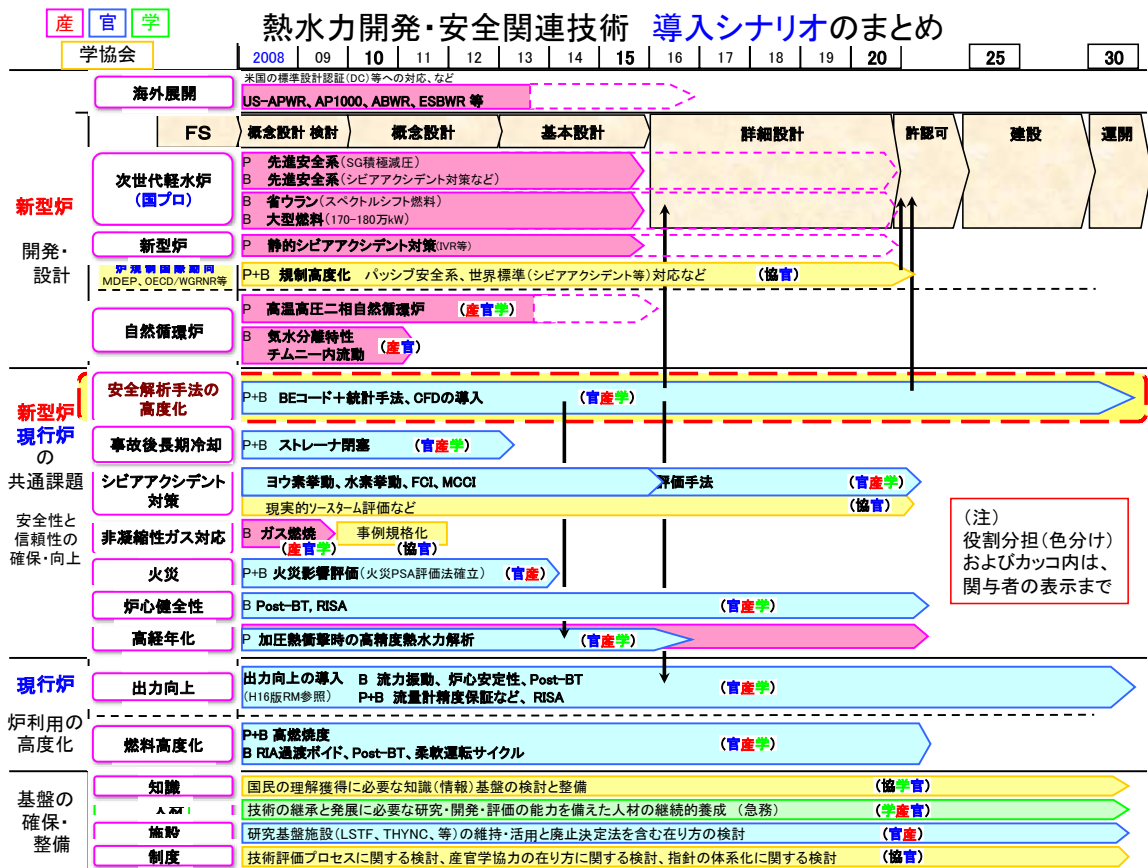 産 官 学
学協会
熱水力開発・安全関連技術 導入シナリオのまとめ
2008 09 10 11 12 13 14 15 16 17 18 19 20 25 30
海外展開
米国の標準設計認証(DC)等への対応、など
US-APWR、AP1000、ABWR、ESBWR 等
FS 概念設計 検討 概念設計 基本設計 詳細設計 許認可 建設 運開
新型炉
開発・
設計
次世代軽水炉
(国プロ)
P 先進安全系(SG積極減圧)
B 先進安全系(シビアアクシデント対策など)
B 省ウラン(スペクトルシフト燃料)
B 大型燃料(170-180万kW)
新型炉
P 静的シビアアクシデント対策(IVR等)
炉規制国際動向
MDEP、OECD/WGRNR等
P+B 規制高度化 パッシブ安全系、世界標準(シビアアクシデント等)対応など (協官)
自然循環炉
P 高温高圧二相自然循環炉 (産官学)
B 気水分離特性
チムニー内流動 (産官)
新型炉
現行炉
の
共通課題
安全性と
信頼性の
確保・向上
安全解析手法の
高度化
P+B BEコード+統計手法、CFDの導入 (官産学)
事故後長期冷却
P+B ストレーナ閉塞 (官産学)
シビアアクシデント
対策
ヨウ素挙動、水素挙動、FCI、MCCI 評価手法 (官産学)
現実的ソースターム評価など (協官)
非凝縮性ガス対応
B ガス燃焼 事例規格化
(産官学) (協官)
火災
P+B 火災影響評価(火災PSA評価法確立) (官産)
炉心健全性
B Post-BT, RISA (官産学)
高経年化
P 加圧熱衝撃時の高精度熱水力解析 (官産学)
(注)
役割分担(色分け)
およびカッコ内は、
関与者の表示まで
現行炉
炉利用の
高度化
出力向上
出力向上の導入 B 流力振動、炉心安定性、Post-BT
(H16版RM参照) P+B 流量計精度保証など、RISA (官産学)
燃料高度化
P+B 高燃焼度
B RIA過渡ボイド、Post-BT、柔軟運転サイクル (官産学)
基盤の
確保・
整備
知識
国民の理解獲得に必要な知識(情報)基盤の検討と整備 (協学官)
人材
技術の継承と発展に必要な研究・開発・評価の能力を備えた人材の継続的養成 (急務) (学産官)
施設
研究基盤施設(LSTF、THYNC、等)の維持・活用と廃止決定法を含む在り方の検討 (官産)
制度
技術評価プロセスに関する検討、産官学協力の在り方に関する検討、指針の体系化に関する検討 (協官)